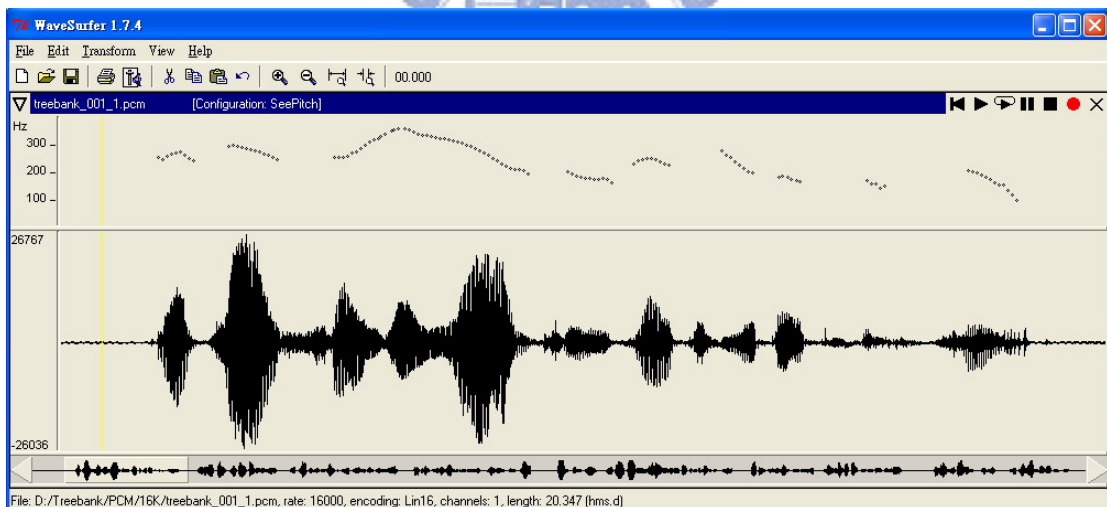 WaveSurfer 1.7.4
File Edit Transform View Help
00.000
treebank_001_1.pcm [Configuration: SeePitch]
Hz
300
200
100
26767
-26036
File: D:/Treebank/PCM/16K/treebank_001_1.pcm, rate: 16000, encoding: Lin16, channels: 1, length: 20.347 (hms.d)